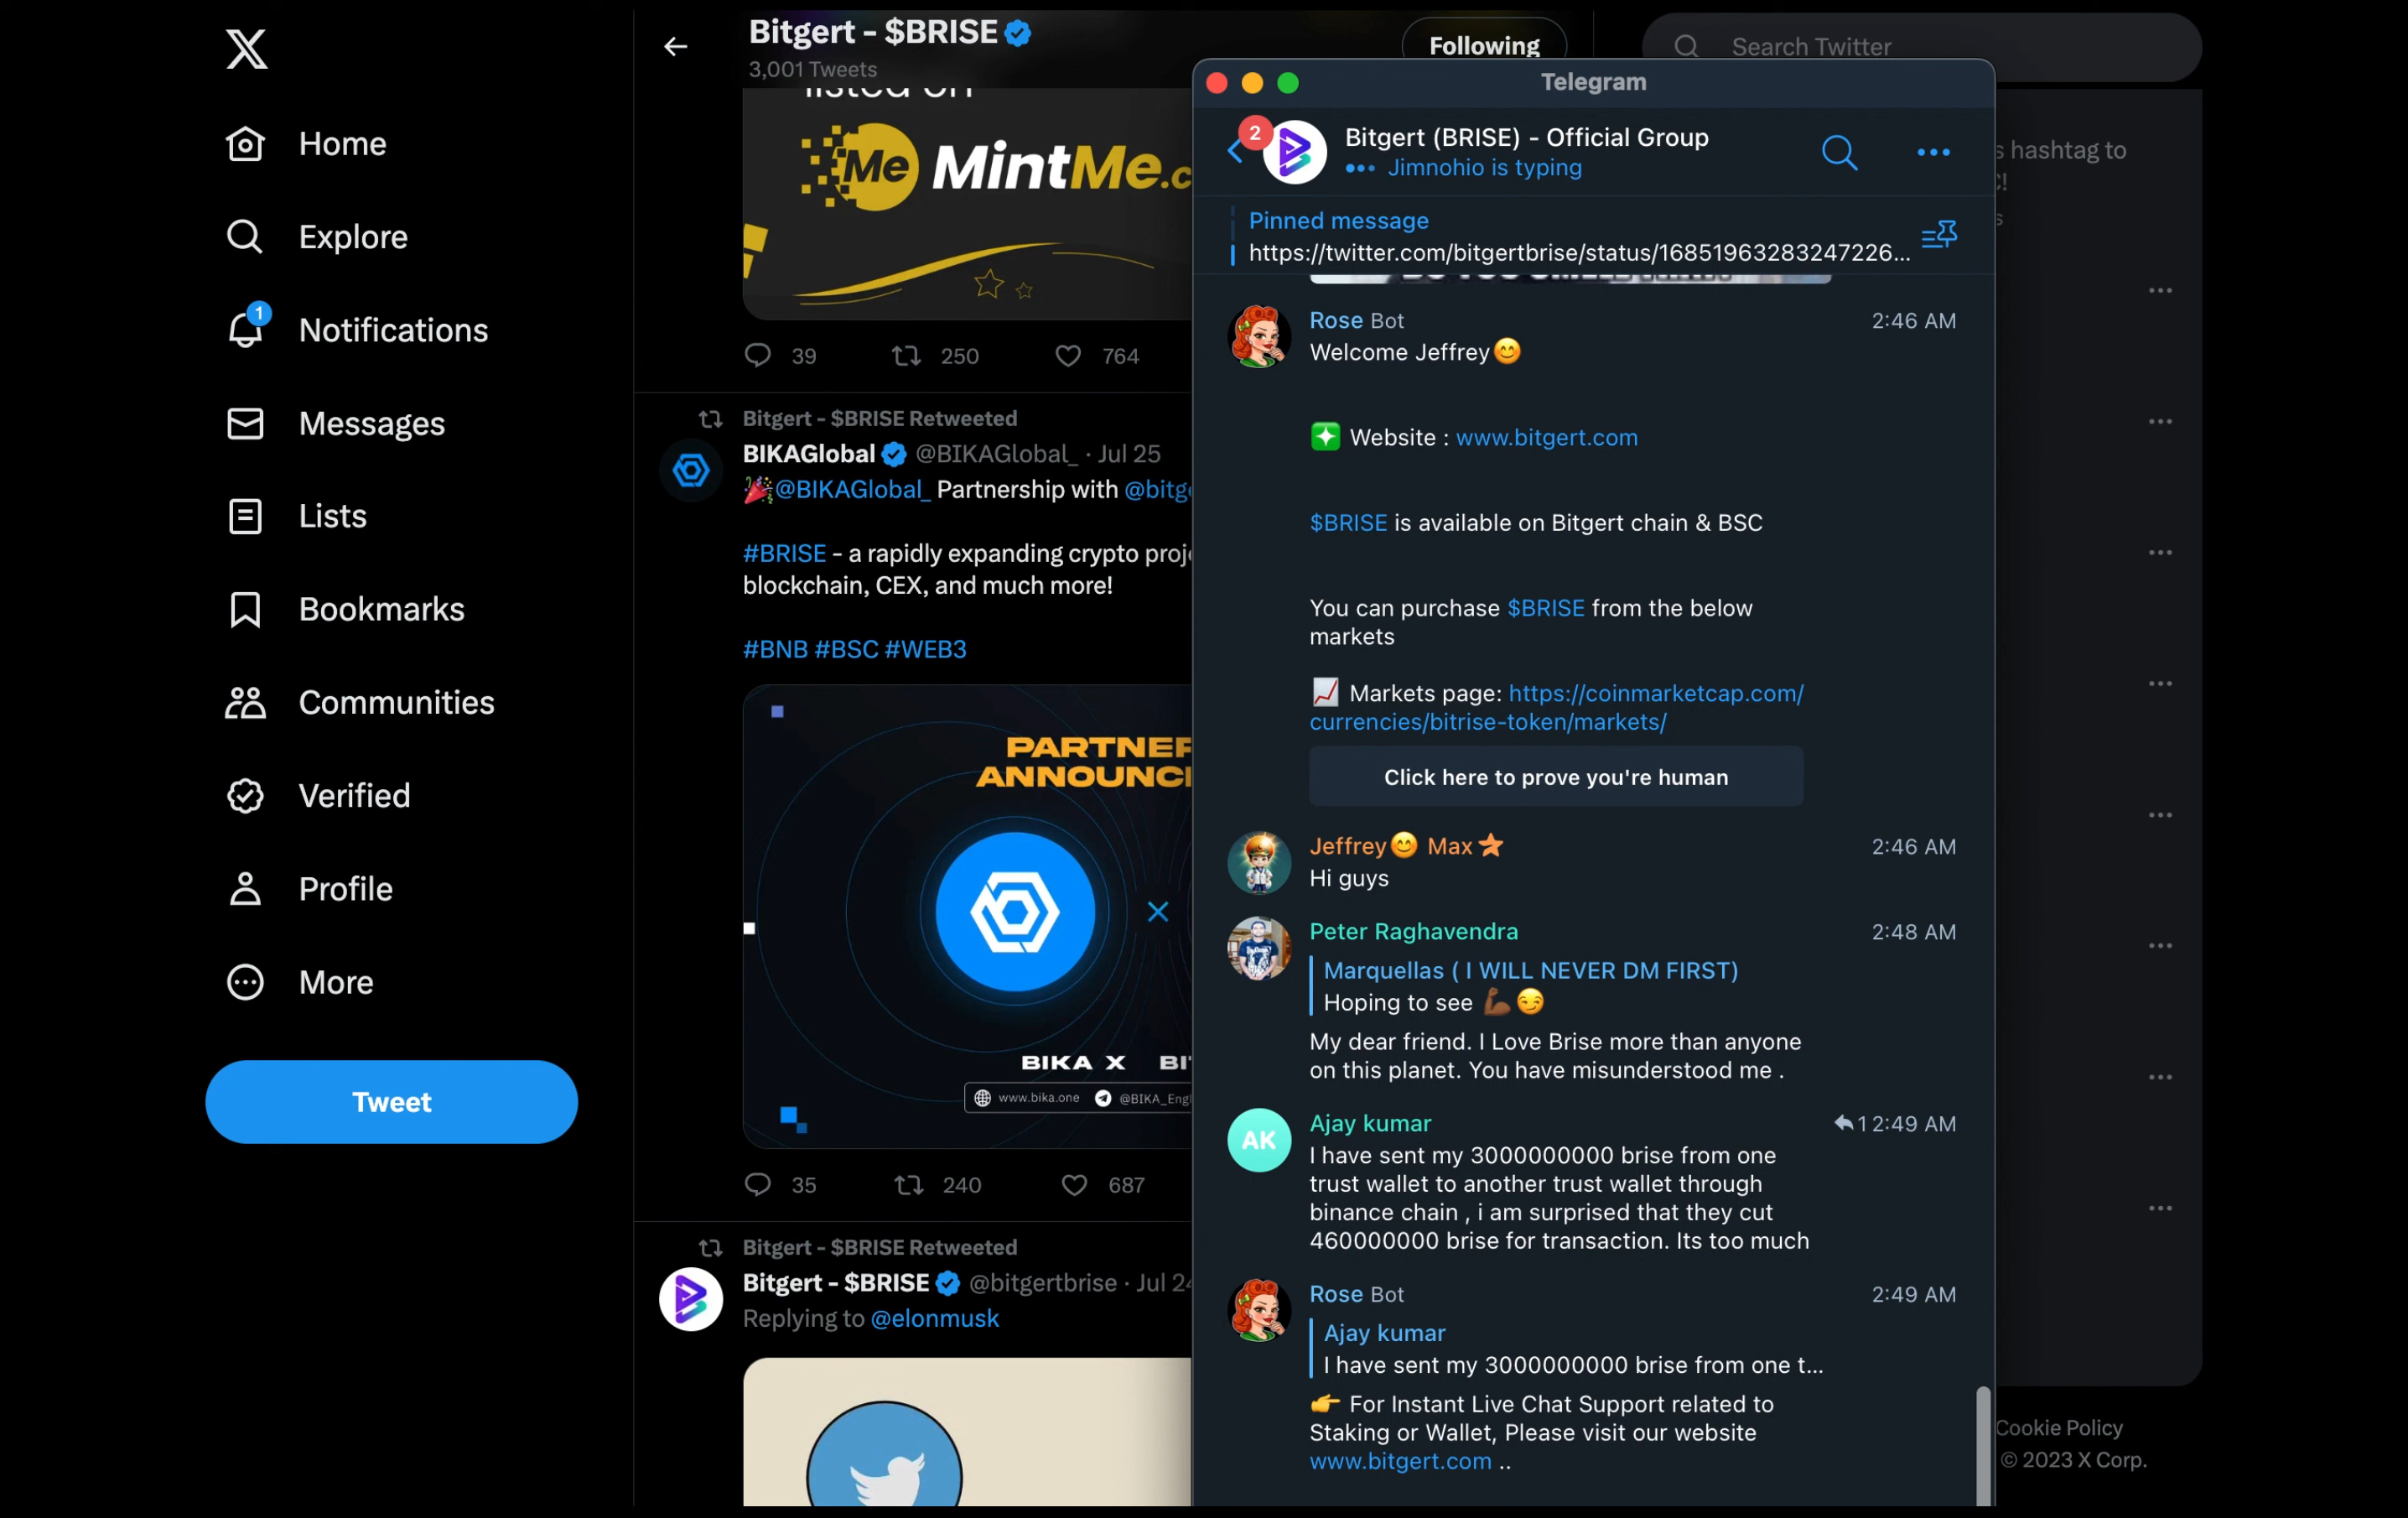 Home
Explore
1
Notifications
Messages
Lists
Bookmarks
Communities
Verified
Profile
More
Tweet
Bitgert - $BRISE
3,001 Tweets
Following
Search Twitter
listed on
Me MintMe.c
39 250 764
Bitgert - $BRISE Retweeted
BIKAGlobal @BIKAGlobal_ · Jul 25
🎉@BIKAGlobal_ Partnership with @bitg
#BRISE - a rapidly expanding crypto proj
blockchain, CEX, and much more!
#BNB #BSC #WEB3
PARTNER
ANNOUNC
BIKA X BI
www.bika.one @BIKA_Engl
35 240 687
Bitgert - $BRISE Retweeted
Bitgert - $BRISE @bitgertbrise · Jul 24
Replying to @elonmusk
Telegram
2
Bitgert (BRISE) - Official Group
••• Jimnohio is typing
Pinned message
https://twitter.com/bitgertbrise/status/16851963283247226...
Rose Bot 2:46 AM
Welcome Jeffrey😊
Website : www.bitgert.com
$BRISE is available on Bitgert chain & BSC
You can purchase $BRISE from the below
markets
📈 Markets page: https://coinmarketcap.com/
currencies/bitrise-token/markets/
Click here to prove you're human
Jeffrey😊 Max⭐ 2:46 AM
Hi guys
Peter Raghavendra 2:48 AM
Marquellas ( I WILL NEVER DM FIRST)
Hoping to see 💪🏾😏
My dear friend. I Love Brise more than anyone
on this planet. You have misunderstood me .
AK
Ajay kumar 1 2:49 AM
I have sent my 3000000000 brise from one
trust wallet to another trust wallet through
binance chain , i am surprised that they cut
460000000 brise for transaction. Its too much
Rose Bot 2:49 AM
Ajay kumar
I have sent my 3000000000 brise from one t...
👉 For Instant Live Chat Support related to
Staking or Wallet, Please visit our website
www.bitgert.com ..
s hashtag to
!
s
Cookie Policy
© 2023 X Corp.